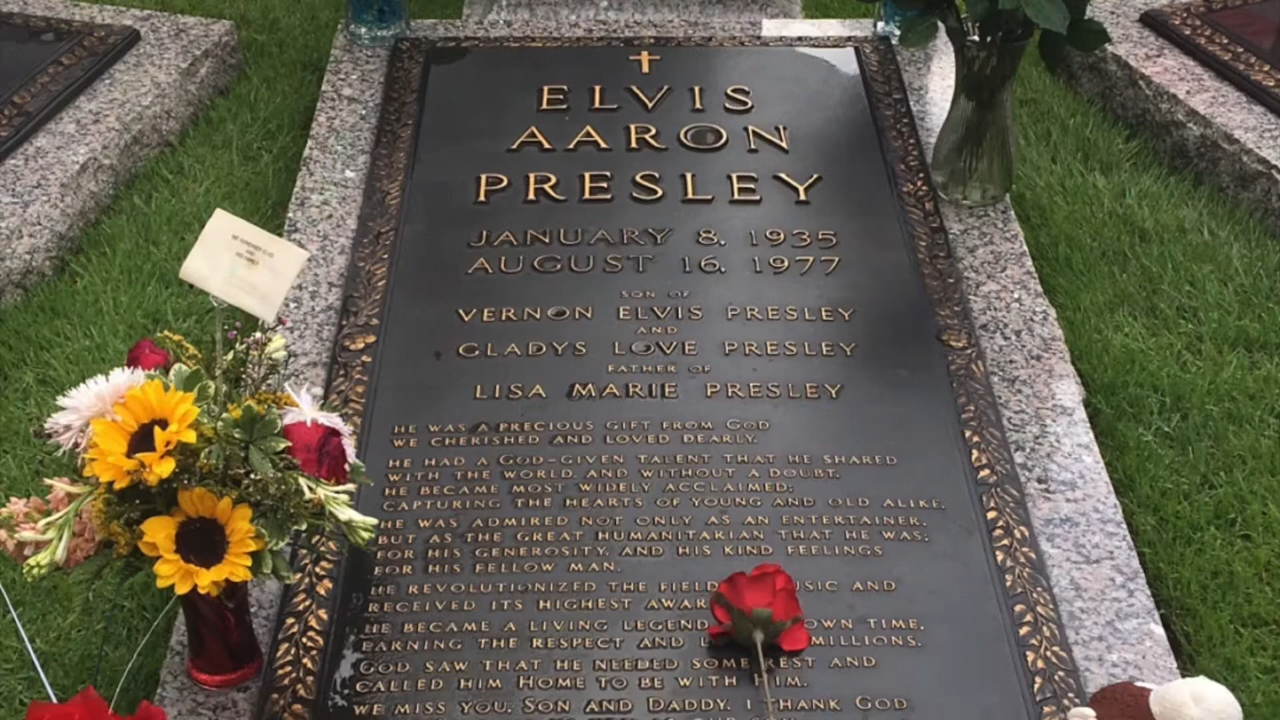 ELVIS
AARON
PRESLEY
JANUARY 8, 1935
AUGUST 16, 1977
SON OF
VERNON ELVIS PRESLEY
AND
GLADYS LOVE PRESLEY
FATHER OF
LISA MARIE PRESLEY
HE WAS A PRECIOUS GIFT FROM GOD
WE CHERISHED AND LOVED DEARLY.
HE HAD A GOD-GIVEN TALENT THAT HE SHARED
WITH THE WORLD. AND WITHOUT A DOUBT,
HE BECAME MOST WIDELY ACCLAIMED;
CAPTURING THE HEARTS OF YOUNG AND OLD ALIKE.
HE WAS ADMIRED NOT ONLY AS AN ENTERTAINER,
BUT AS THE GREAT HUMANITARIAN THAT HE WAS;
FOR HIS GENEROSITY, AND HIS KIND FEELINGS
FOR HIS FELLOW MAN.
HE REVOLUTIONIZED THE FIELD USIC AND
RECEIVED ITS HIGHEST AWAR
HE BECAME A LIVING LEGEND OWN TIME,
EARNING THE RESPECT AND L MILLIONS.
GOD SAW THAT HE NEEDED SOME REST AND
CALLED HIM HOME TO BE WITH HIM.
WE MISS YOU, SON AND DADDY. I THANK GOD